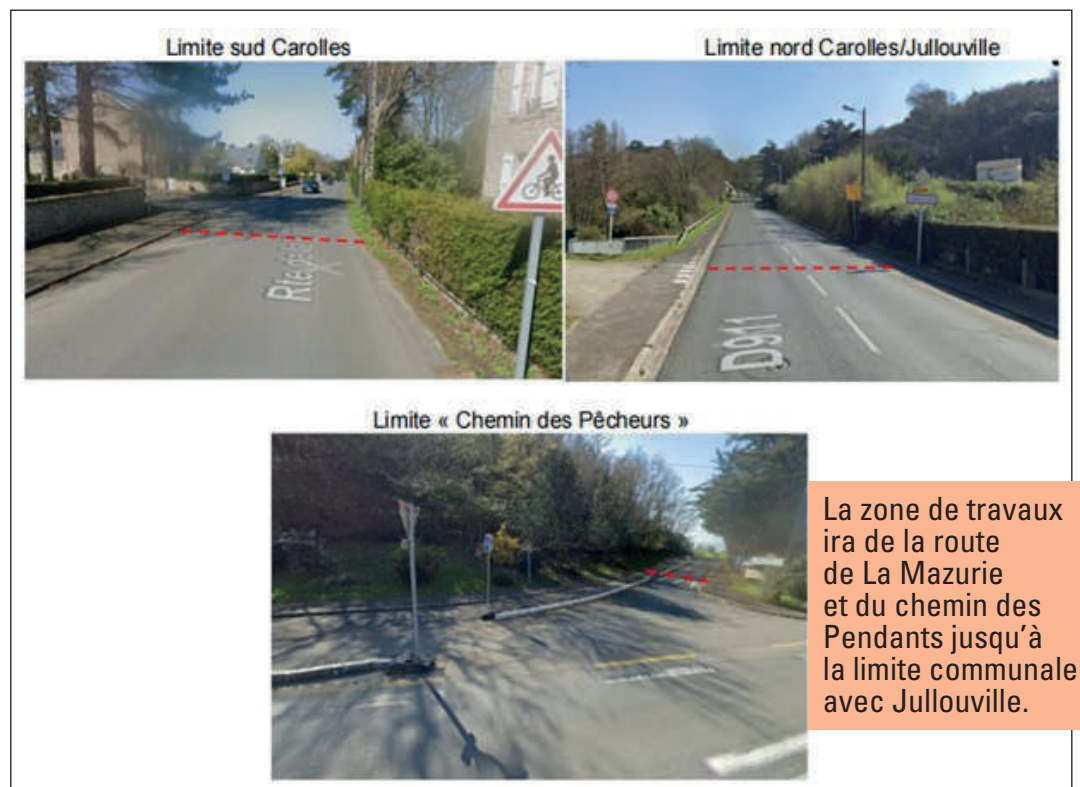 Limite sud Carolles
Limite nord Carolles/Jullouville
D911
Limite « Chemin des Pêcheurs »
La zone de travaux
ira de la route
de La Mazurie
et du chemin des
Pendants jusqu'à
la limite communale
avec Jullouville.